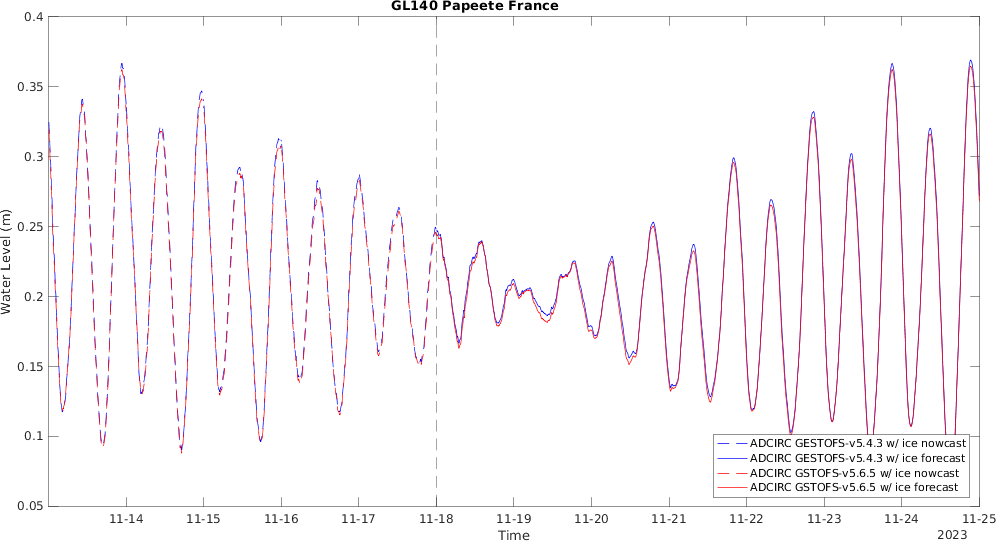 GL140 Papeete France
0.4
0.35
0.3
0.25
0.2
0.15
0.1
0.05
Water Level (m)
ADCIRC GESTOFS-v5.4.3 w/ ice nowcast
ADCIRC GESTOFS-v5.4.3 w/ ice forecast
ADCIRC GSTOFS-v5.6.5 w/ ice nowcast
ADCIRC GSTOFS-v5.6.5 w/ ice forecast
11-14 11-15 11-16 11-17 11-18 11-19 11-20 11-21 11-22 11-23 11-24 11-25
Time
2023